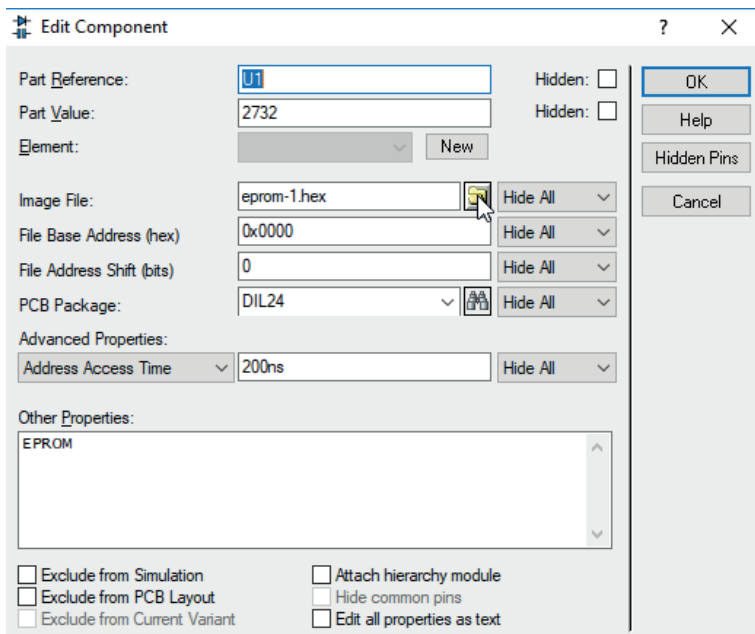 Edit Component ?
Part Reference: U1 Hidden: OK
Part Value: 2732 Hidden: Help
Element: New Hidden Pins
Image File: eprom-1.hex Hide All Cancel
File Base Address (hex) 0x0000 Hide All
File Address Shift (bits) 0 Hide All
PCB Package: DIL24 Hide All
Advanced Properties:
Address Access Time 200ns Hide All
Other Properties:
EPROM
Exclude from Simulation Attach hierarchy module
Exclude from PCB Layout Hide common pins
Exclude from Current Variant Edit all properties as text